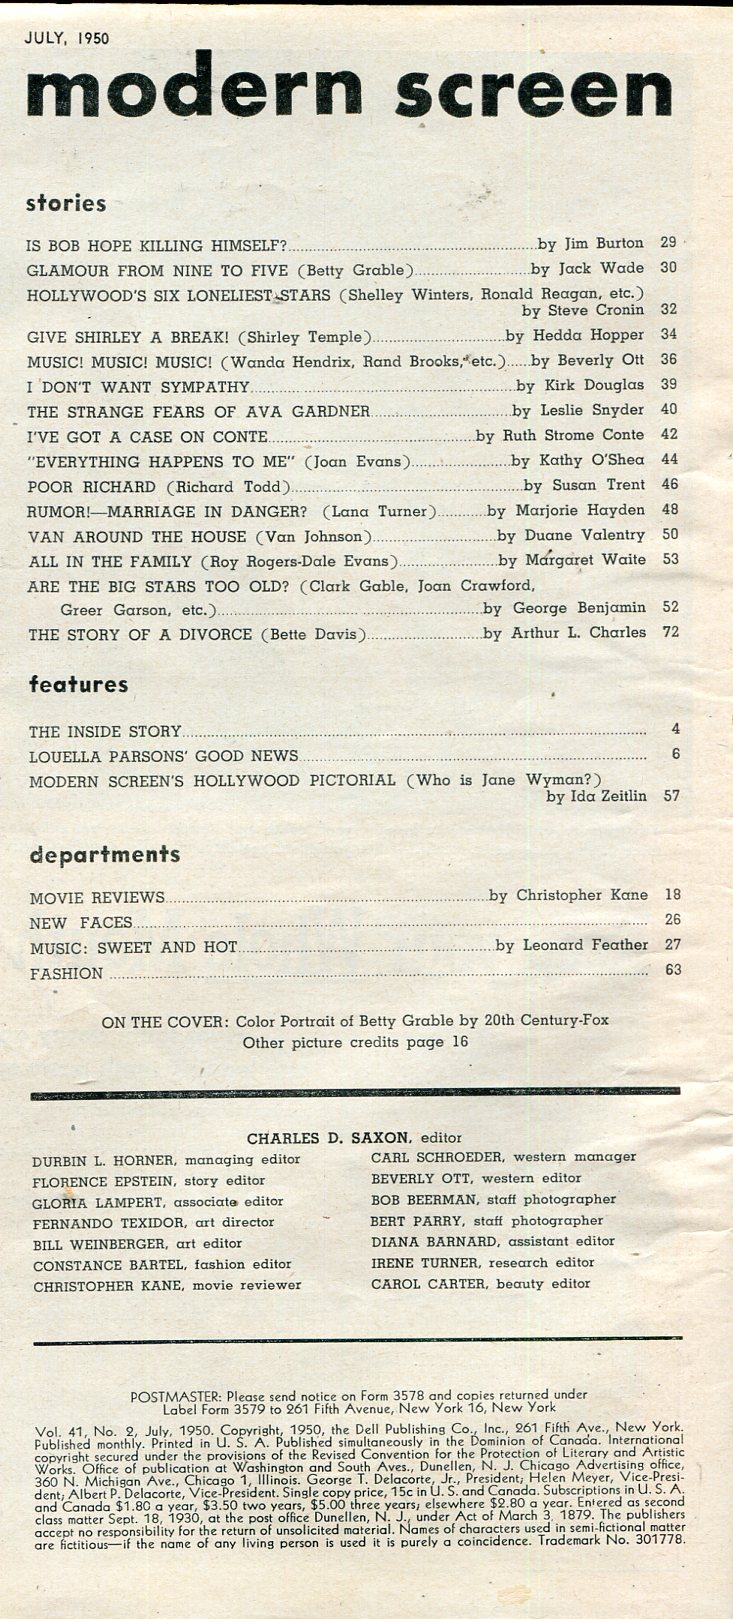 JULY, 1950
modern screen
stories
IS BOB HOPE KILLING HIMSELF?..........by Jim Burton 29
GLAMOUR FROM NINE TO FIVE (Betty Grable)..........by Jack Wade 30
HOLLYWOOD'S SIX LONELIEST STARS (Shelley Winters, Ronald Reagan, etc.)
by Steve Cronin 32
GIVE SHIRLEY A BREAK! (Shirley Temple)..........by Hedda Hopper 34
MUSIC! MUSIC! MUSIC! (Wanda Hendrix, Rand Brooks, etc.).....by Beverly Ott 36
I DON'T WANT SYMPATHY..........by Kirk Douglas 39
THE STRANGE FEARS OF AVA GARDNER..........by Leslie Snyder 40
I'VE GOT A CASE ON CONTE..........by Ruth Strome Conte 42
"EVERYTHING HAPPENS TO ME" (Joan Evans)..........by Kathy O'Shea 44
POOR RICHARD (Richard Todd)..........by Susan Trent 46
RUMOR!—MARRIAGE IN DANGER? (Lana Turner)..........by Marjorie Hayden 48
VAN AROUND THE HOUSE (Van Johnson)..........by Duane Valentry 50
ALL IN THE FAMILY (Roy Rogers-Dale Evans)..........by Margaret Waite 53
ARE THE BIG STARS TOO OLD? (Clark Gable, Joan Crawford,
Greer Garson, etc.)..........by George Benjamin 52
THE STORY OF A DIVORCE (Bette Davis)..........by Arthur L. Charles 72
features
THE INSIDE STORY.......... 4
LOUELLA PARSONS' GOOD NEWS.......... 6
MODERN SCREEN'S HOLLYWOOD PICTORIAL (Who is Jane Wyman?)
by Ida Zeitlin 57
departments
MOVIE REVIEWS..........by Christopher Kane 18
NEW FACES.......... 26
MUSIC: SWEET AND HOT..........by Leonard Feather 27
FASHION .......... 63
ON THE COVER: Color Portrait of Betty Grable by 20th Century-Fox
Other picture credits page 16
CHARLES D. SAXON, editor
DURBIN L. HORNER, managing editor
FLORENCE EPSTEIN, story editor
GLORIA LAMPERT, associate editor
FERNANDO TEXIDOR, art director
BILL WEINBERGER, art editor
CONSTANCE BARTEL, fashion editor
CHRISTOPHER KANE, movie reviewer
CARL SCHROEDER, western manager
BEVERLY OTT, western editor
BOB BEERMAN, staff photographer
BERT PARRY, staff photographer
DIANA BARNARD, assistant editor
IRENE TURNER, research editor
CAROL CARTER, beauty editor
POSTMASTER: Please send notice on Form 3578 and copies returned under
Label Form 3579 to 261 Fifth Avenue, New York 16, New York
Vol. 41, No. 2, July, 1950. Copyright, 1950, the Dell Publishing Co., Inc., 261 Fifth Ave., New York.
Published monthly. Printed in U. S. A. Published simultaneously in the Dominion of Canada. International
copyright secured under the provisions of the Revised Convention for the Protection of Literary and Artistic
Works. Office of publication at Washington and South Aves., Dunellen, N. J. Chicago Advertising office,
360 N. Michigan Ave., Chicago 1, Illinois. George T. Delacorte, Jr., President; Helen Meyer, Vice-Presi-
dent; Albert P. Delacorte, Vice-President. Single copy price, 15c in U. S. and Canada. Subscriptions in U. S. A.
and Canada $1.80 a year, $3.50 two years, $5.00 three years; elsewhere $2.80 a year. Entered as second
class matter Sept. 18, 1930, at the post office Dunellen, N. J., under Act of March 3, 1879. The publishers
accept no responsibility for the return of unsolicited material. Names of characters used in semi-fictional matter
are fictitious—if the name of any living person is used it is purely a coincidence. Trademark No. 301778.